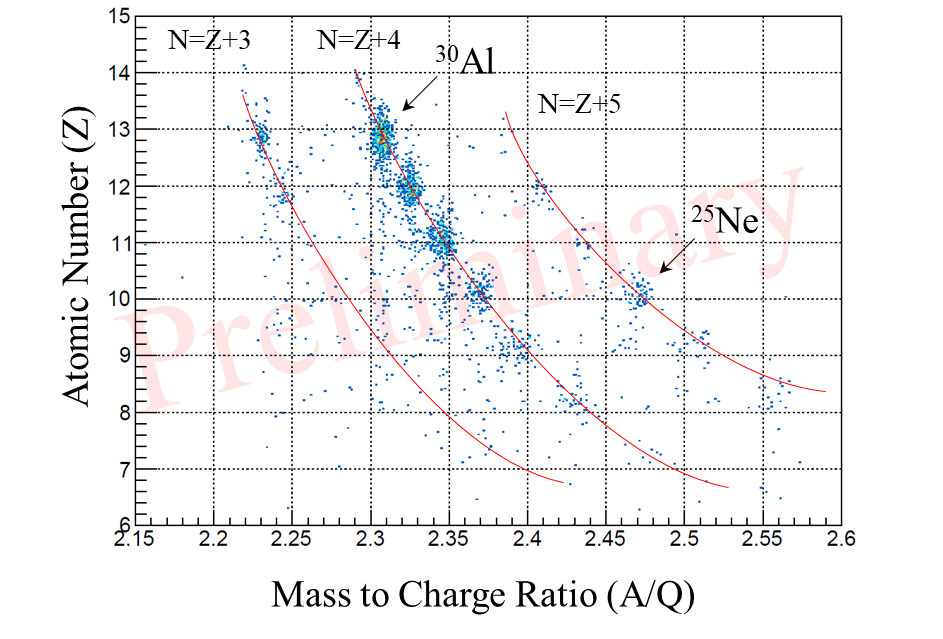 15
14
13
12
11
10
9
8
7
6
N=Z+3
N=Z+4
30Al
N=Z+5
25Ne
Preliminary
Atomic Number (Z)
2.15 2.2 2.25 2.3 2.35 2.4 2.45 2.5 2.55 2.6
Mass to Charge Ratio (A/Q)